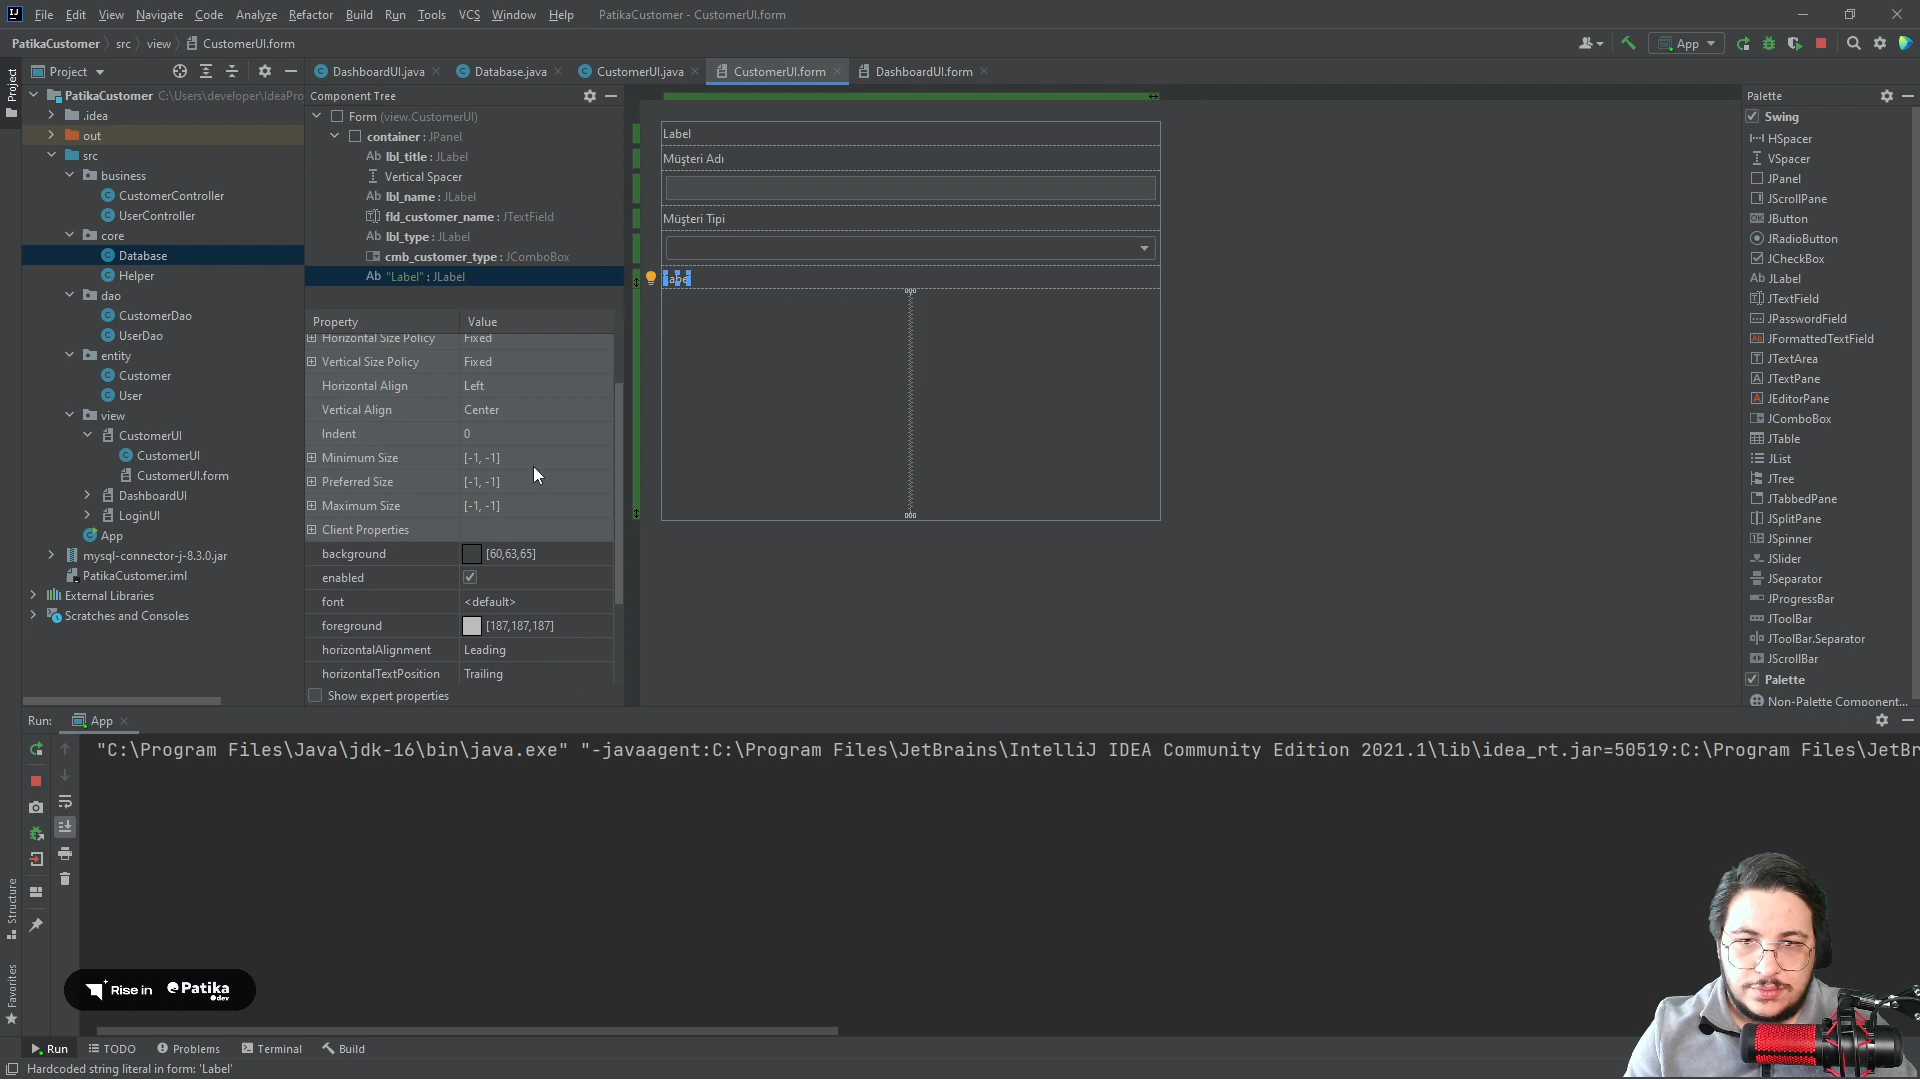 File Edit View Navigate Code Analyze Refactor Build Run Tools VCS Window Help PatikaCustomer - CustomerUI.form
PatikaCustomer src view CustomerUI.form
App
Project
Project
DashboardUI.java Database.java CustomerUI.java CustomerUI.form DashboardUI.form
PatikaCustomer C:\Users\developer\IdeaPro
.idea
out
src
business
CustomerController
UserController
core
Database
Helper
dao
CustomerDao
UserDao
entity
Customer
User
view
CustomerUI
CustomerUI
CustomerUI.form
DashboardUI
LoginUI
App
mysql-connector-j-8.3.0.jar
PatikaCustomer.iml
External Libraries
Scratches and Consoles
Component Tree
Form (view.CustomerUI)
container : JPanel
lbl_title : JLabel
Vertical Spacer
lbl_name : JLabel
fld_customer_name : JTextField
lbl_type : JLabel
cmb_customer_type : JComboBox
"Label" : JLabel
Property Value
Horizontal Size Policy Fixed
Vertical Size Policy Fixed
Horizontal Align Left
Vertical Align Center
Indent 0
Minimum Size [-1, -1]
Preferred Size [-1, -1]
Maximum Size [-1, -1]
Client Properties
background [60,63,65]
enabled
font <default>
foreground [187,187,187]
horizontalAlignment Leading
horizontalTextPosition Trailing
Show expert properties
Label
Müşteri Adı
Müşteri Tipi
Label
Palette
Swing
HSpacer
VSpacer
JPanel
JScrollPane
JButton
JRadioButton
JCheckBox
JLabel
JTextField
JPasswordField
JFormattedTextField
JTextArea
JTextPane
JEditorPane
JComboBox
JTable
JList
JTree
JTabbedPane
JSplitPane
JSpinner
JSlider
JSeparator
JProgressBar
JToolBar
JToolBar.Separator
JScrollBar
Palette
Non-Palette Component...
Run: App
"C:\Program Files\Java\jdk-16\bin\java.exe" "-javaagent:C:\Program Files\JetBrains\IntelliJ IDEA Community Edition 2021.1\lib\idea_rt.jar=50519:C:\Program Files\JetBr
Structure
Favorites
Rise in Patika .dev
Run TODO Problems Terminal Build
Hardcoded string literal in form: 'Label'